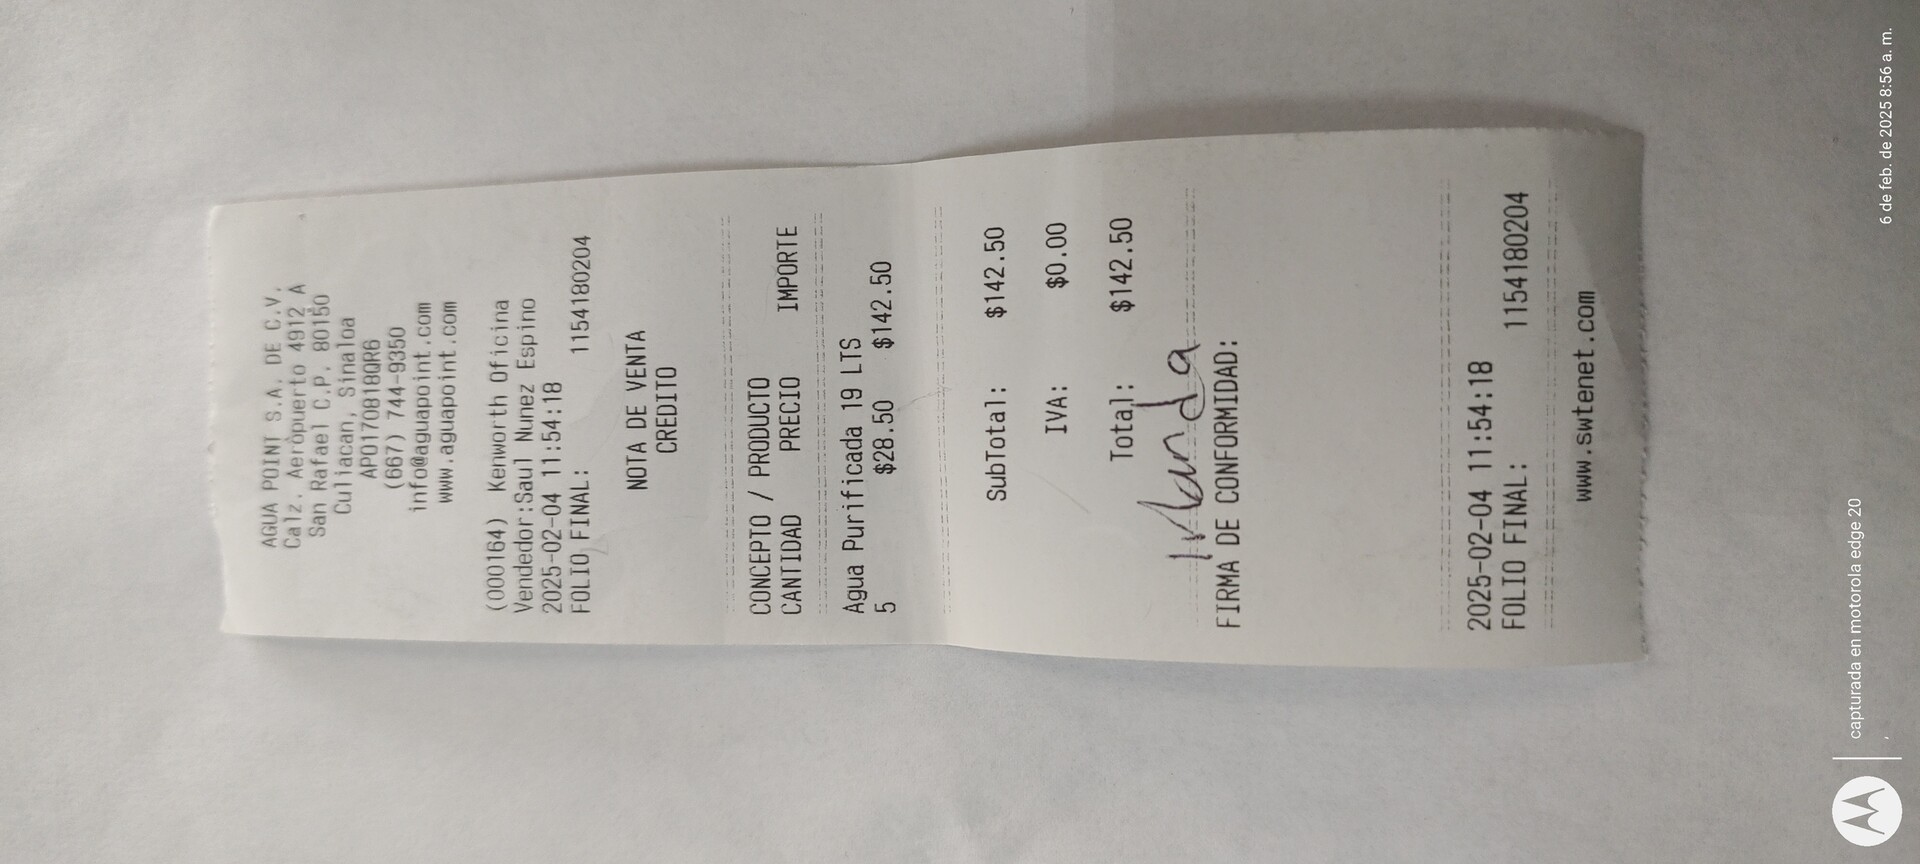 AGUA POINT S.A. DE C.V.
Calz. Aeropuerto 4912 A
San Rafael C.P. 80150
Culiacan, Sinaloa
APO170818QR6
(667) 744-9350
info@aguapoint.com
www.aguapoint.com
(000164) Kenworth Oficina
Vendedor:Saul Nunez Espino
2025-02-04 11:54:18
FOLIO FINAL: 1154180204
NOTA DE VENTA
CREDITO
CONCEPTO / PRODUCTO
CANTIDAD PRECIO IMPORTE
Agua Purificada 19 LTS
5 $28.50 $142.50
SubTotal: $142.50
IVA: $0.00
Total: $142.50
Wanda
FIRMA DE CONFORMIDAD:
2025-02-04 11:54:18
FOLIO FINAL: 1154180204
www.swtenet.com
capturada en motorola edge 20
6 de feb. de 2025 8:56 a. m.